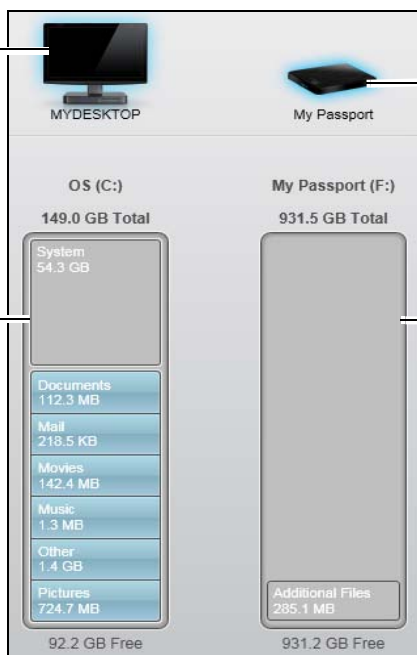 MYDESKTOP
OS (C:)
149.0 GB Total
System
54.3 GB
Documents
112.3 MB
Mail
218.5 KB
Movies
142.4 MB
Music
1.3 MB
Other
1.4 GB
Pictures
724.7 MB
92.2 GB Free
My Passport
My Passport (F:)
931.5 GB Total
Additional Files
285.1 MB
931.2 GB Free